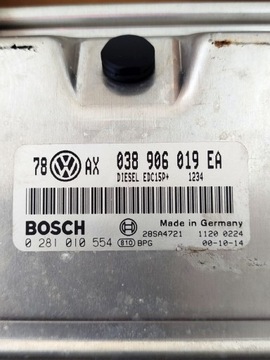 78 AX 038 906 019 EA
DIESEL EDC15P+ 1234
BOSCH
Made in Germany
28SA4721 1120 0224
0 281 010 554 810 BPG 00-10-14